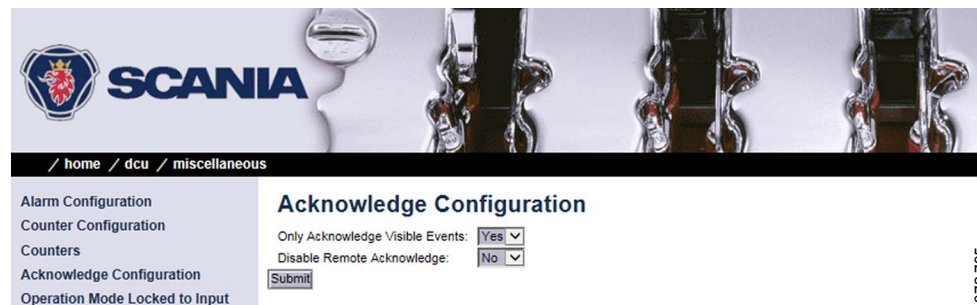 SCANIA
/ home / dcu / miscellaneous
Alarm Configuration
Counter Configuration
Counters
Acknowledge Configuration
Operation Mode Locked to Input
Acknowledge Configuration
Only Acknowledge Visible Events: Yes
Disable Remote Acknowledge: No
Submit